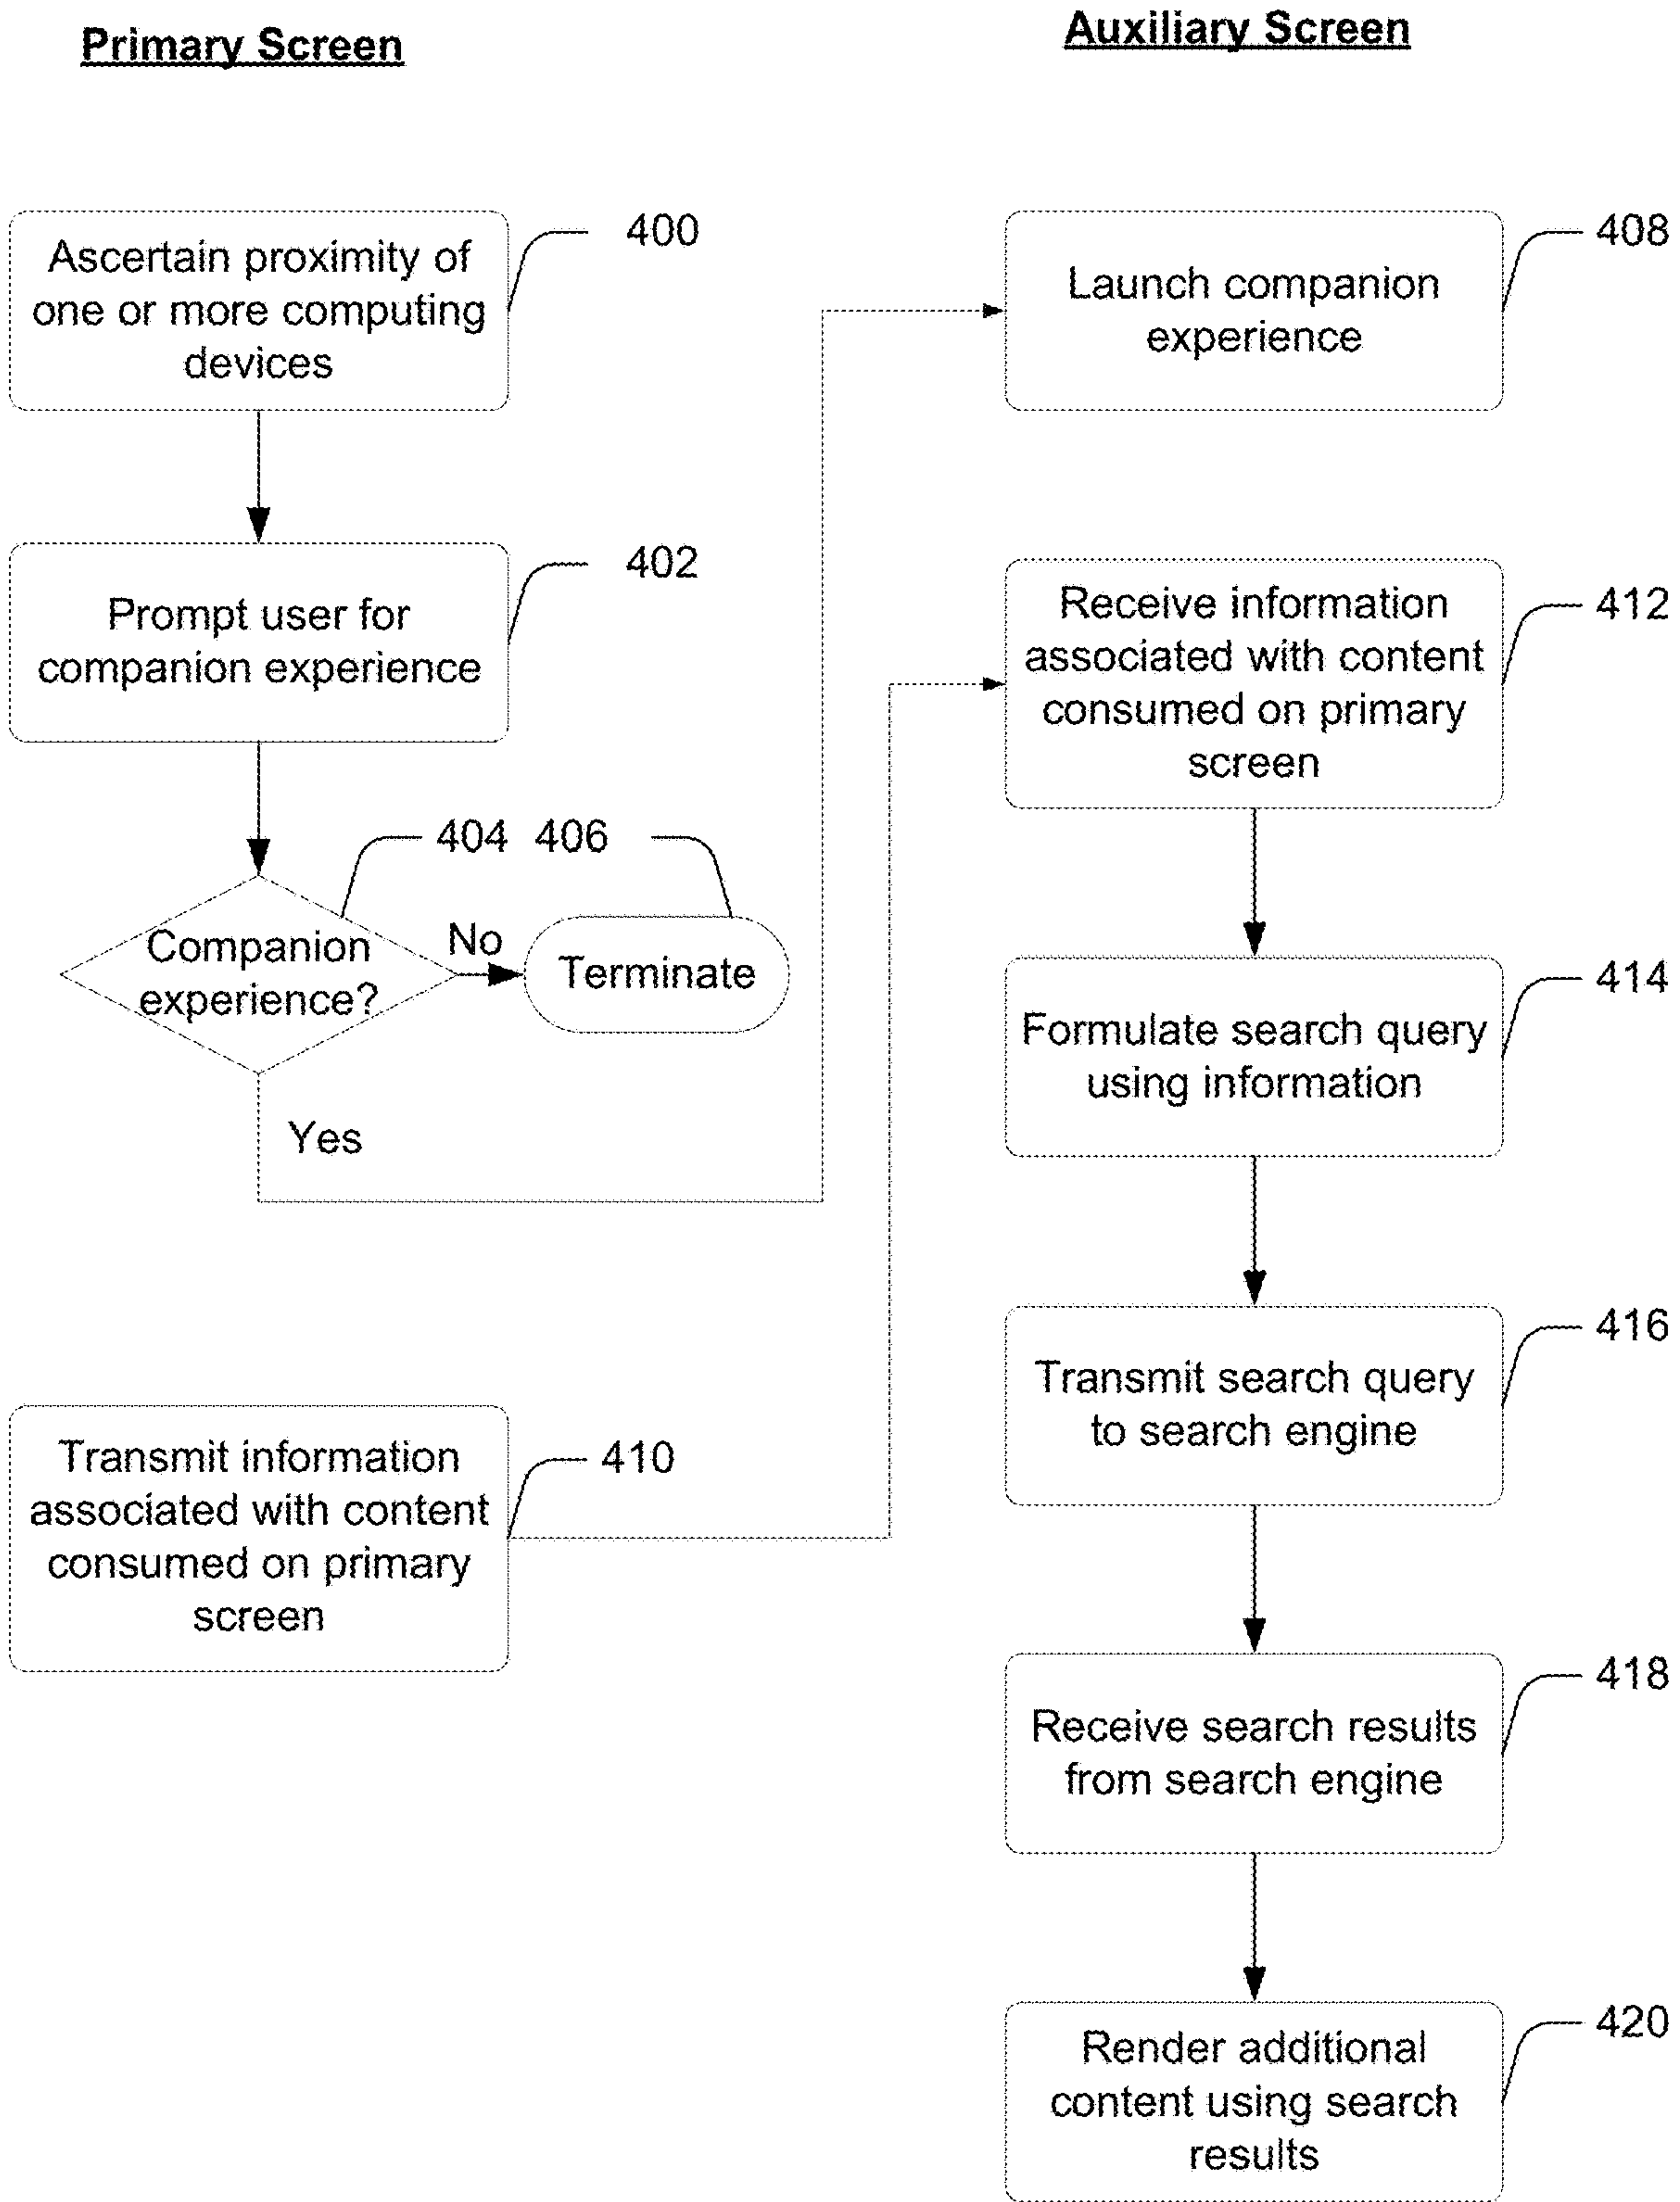 Primary Screen
Ascertain proximity of
one or more computing
devices
400
Prompt user for
companion experience
402
404
406
Companion
experience?
No
Terminate
Yes
Transmit information
associated with content
consumed on primary
screen
410
Auxiliary Screen
Launch companion
experience
408
Receive information
associated with content
consumed on primary
screen
412
Formulate search query
using information
414
Transmit search query
to search engine
416
Receive search results
from search engine
418
Render additional
content using search
results
420